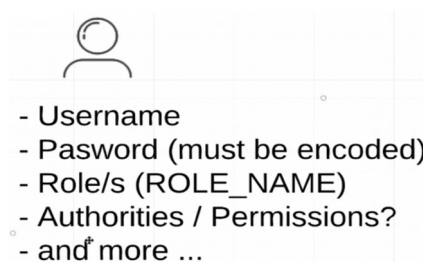 - Username
- Pasword (must be encoded)
- Role/s (ROLE_NAME)
- Authorities / Permissions?
- and more ...